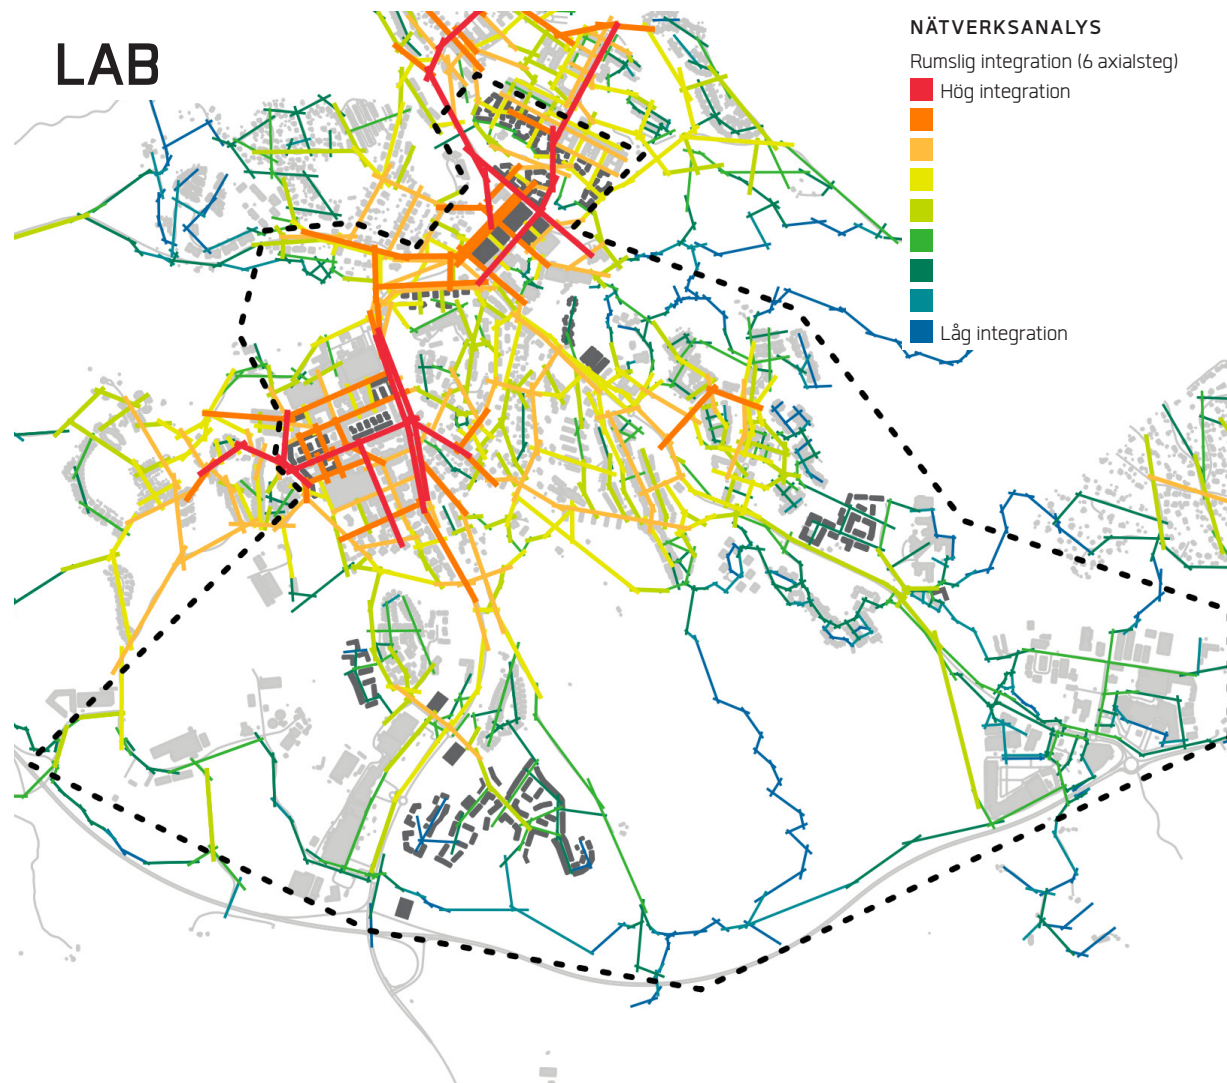 LAB
NÄTVERKSANALYS
Rumslig integration (6 axialsteg)
Hög integration
Låg integration